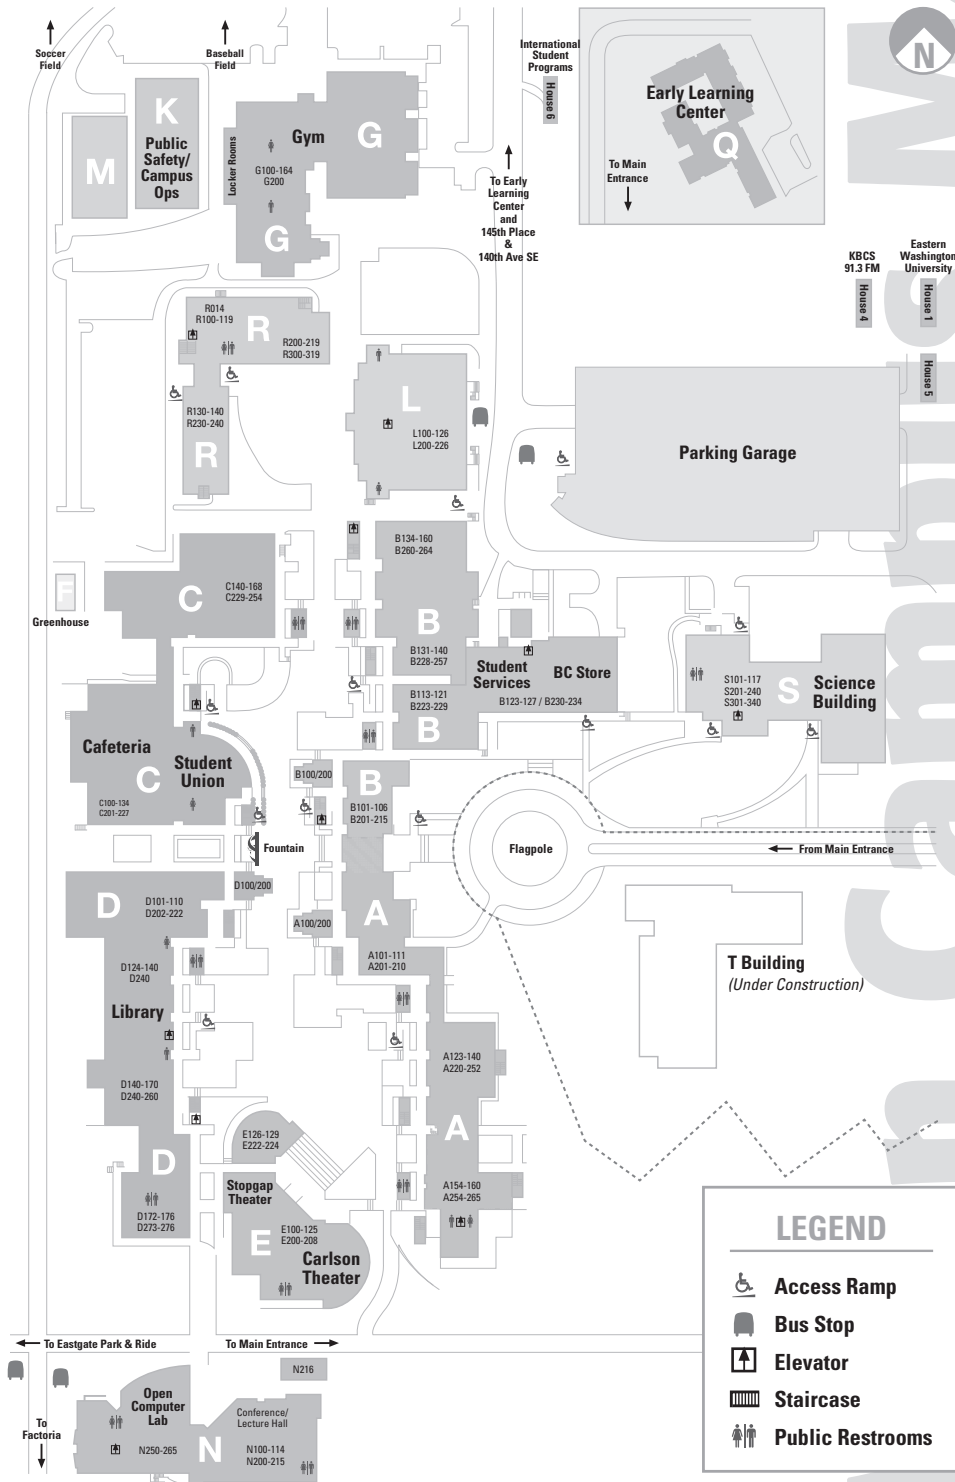 Soccer
Field
Baseball
Field
International
Student
Programs
House 6
N
K
Public
Safety/
Campus
Ops
M
Locker Rooms
Gym
G
G100-164
G200
G
Early Learning
Center
Q
To Main
Entrance
To Early
Learning
Center
and
145th Place
&
140th Ave SE
KBCS
91.3 FM
House 4
Eastern
Washington
University
House 1
House 5
R014
R100-119
R
R200-219
R300-319
R130-140
R230-240
R
L
L100-126
L200-226
Parking Garage
F
Greenhouse
C140-168
C229-254
C
B134-160
B260-264
B
B131-140
B228-257
Student
Services
BC Store
B123-127 / B230-234
B113-121
B223-229
B
S101-117
S201-240
S301-340
S
Science
Building
Cafeteria
Student
Union
C
C100-134
C201-227
B100/200
B
B101-106
B201-215
Fountain
Flagpole
From Main Entrance
D
D101-110
D202-222
D100/200
A100/200
A
A101-111
A201-210
D124-140
D240
Library
T Building
(Under Construction)
A123-140
A220-252
D140-170
D240-260
A
E126-129
E222-224
D
D172-176
D273-276
Stopgap
Theater
E
E100-125
E200-208
Carlson
Theater
A154-160
A254-265
To Eastgate Park & Ride
To Main Entrance
N216
To
Factoria
Open
Computer
Lab
N250-265
N
Conference/
Lecture Hall
N100-114
N200-215
LEGEND
Access Ramp
Bus Stop
Elevator
Staircase
Public Restrooms